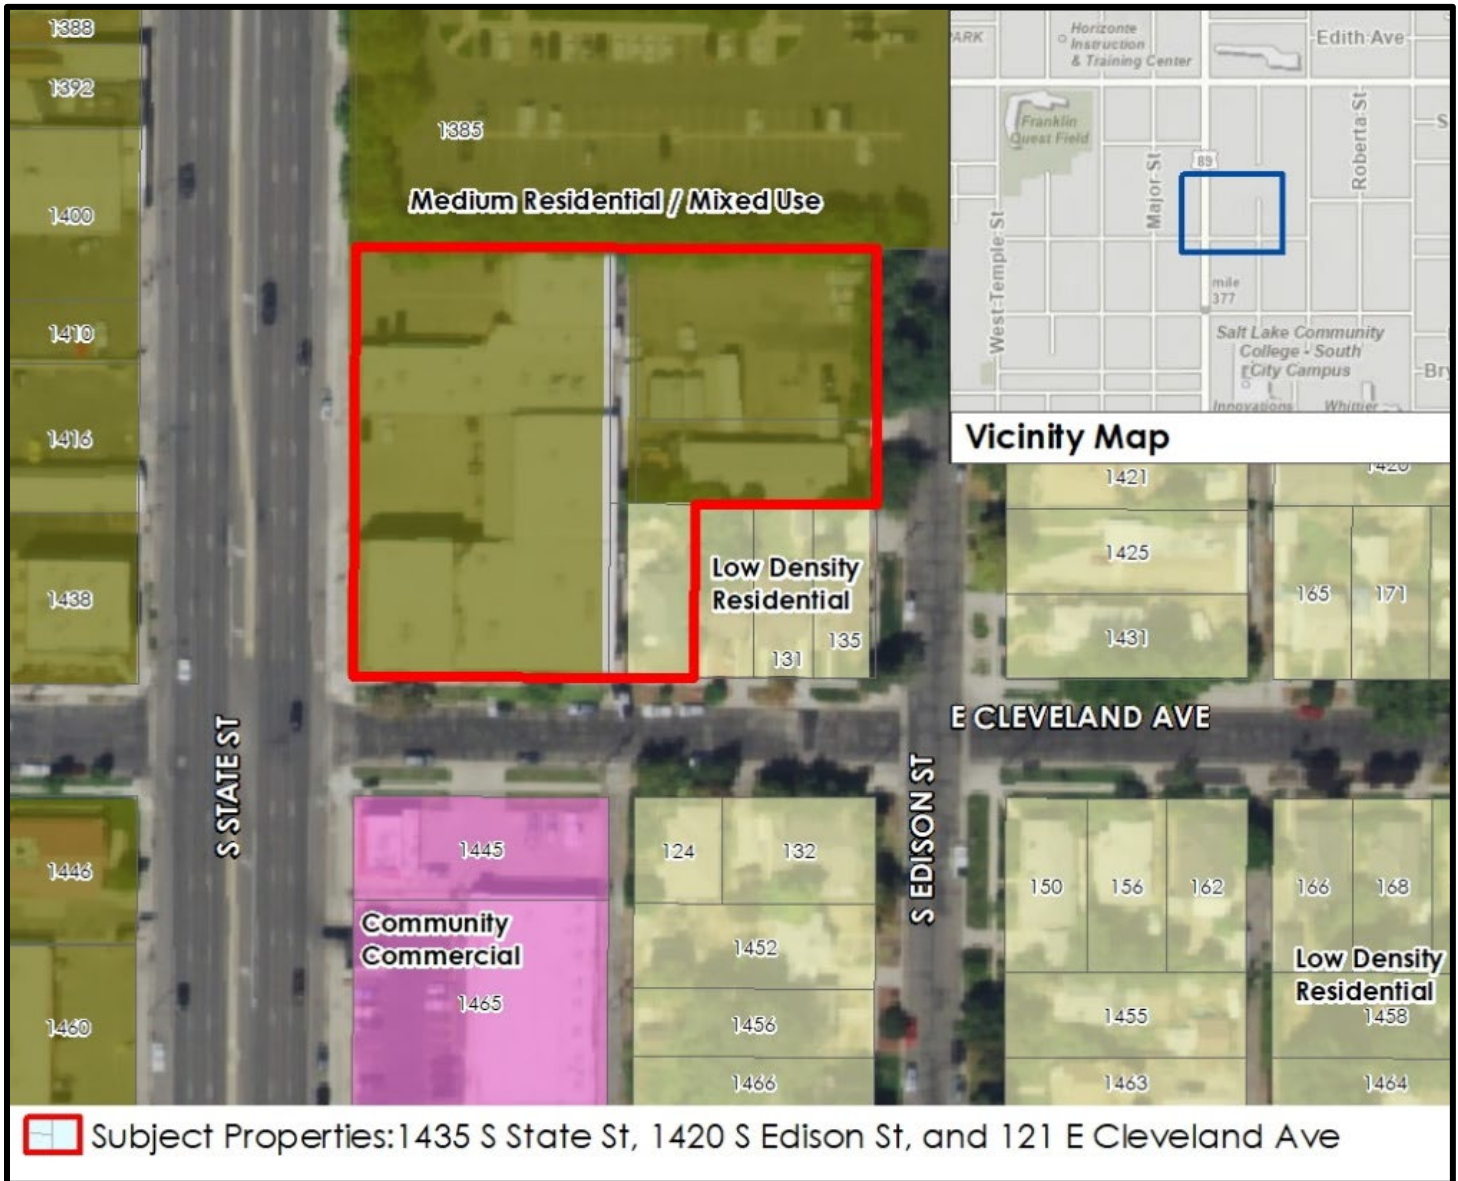 1388
1392
1400
1410
1416
1438
1446
1460
S STATE ST
1385
Medium Residential / Mixed Use
Low Density
Residential
131
135
E CLEVELAND AVE
S EDISON ST
1445
Community
Commercial
1465
124
132
1452
1456
1466
1421
1425
1431
165
171
150
156
162
166
168
1455
1463
Low Density
Residential
1458
1464
PARK
Horizonte
Instruction
& Training Center
Edith Ave
Franklin
Quest Field
Roberta St
S
89
Major St
West-Temple St
mile
377
Salt Lake Community
College - South
City Campus
Bry
Innovations
Whittier
Vicinity Map
Subject Properties:1435 S State St, 1420 S Edison St, and 121 E Cleveland Ave